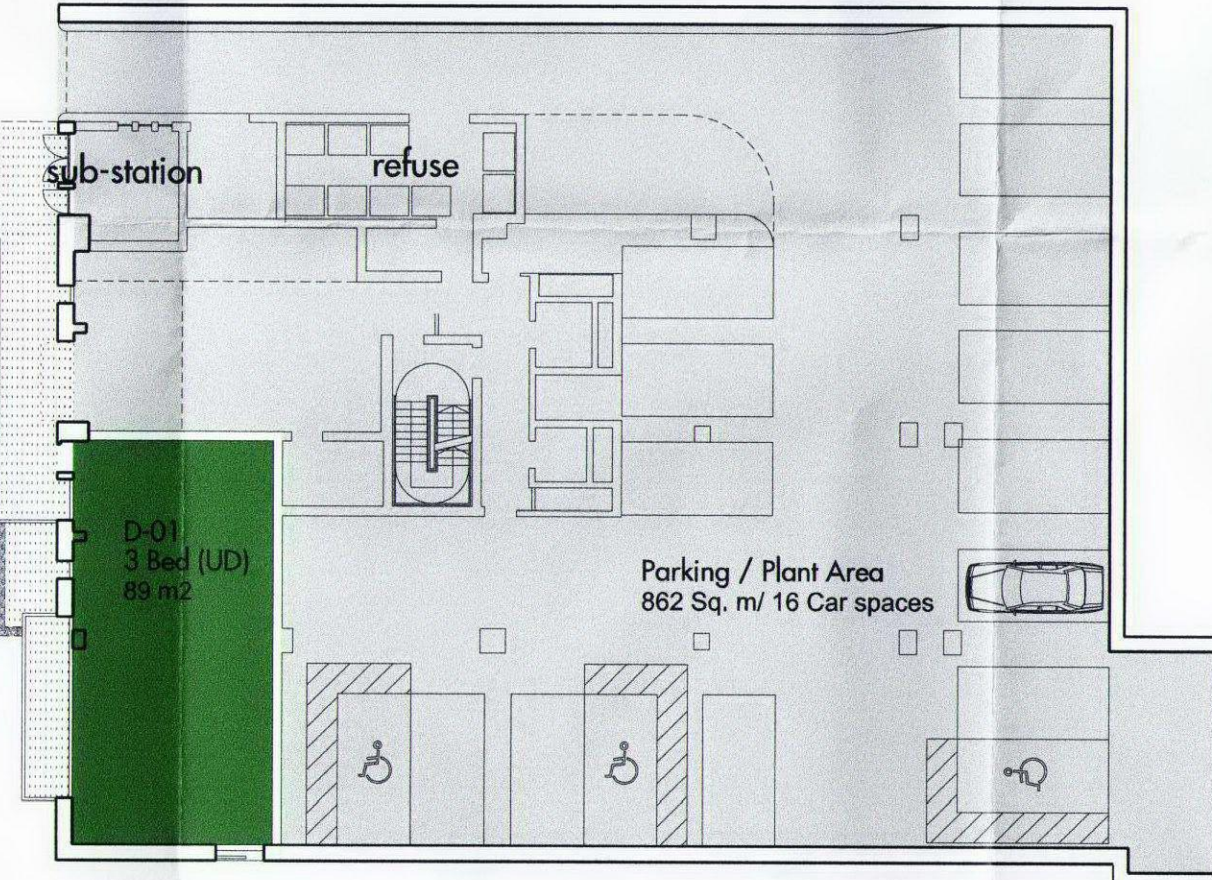 sub-station
refuse
D-01
3 Bed (UD)
89 m2
Parking / Plant Area
862 Sq. m/ 16 Car spaces